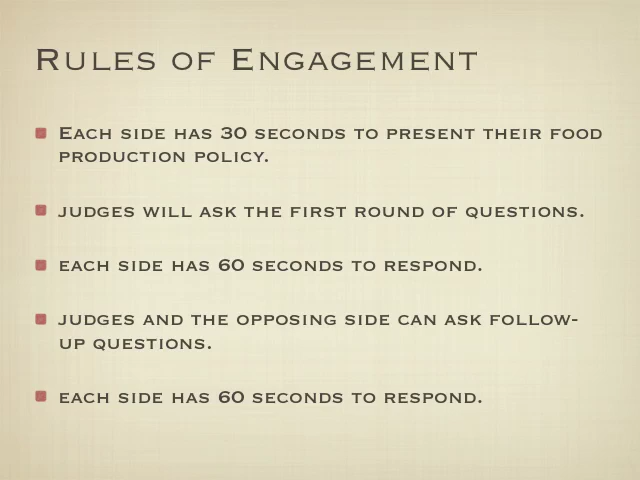 Rules of Engagement
Each side has 30 seconds to present their food
production policy.
judges will ask the first round of questions.
each side has 60 seconds to respond.
judges and the opposing side can ask follow-
up questions.
each side has 60 seconds to respond.